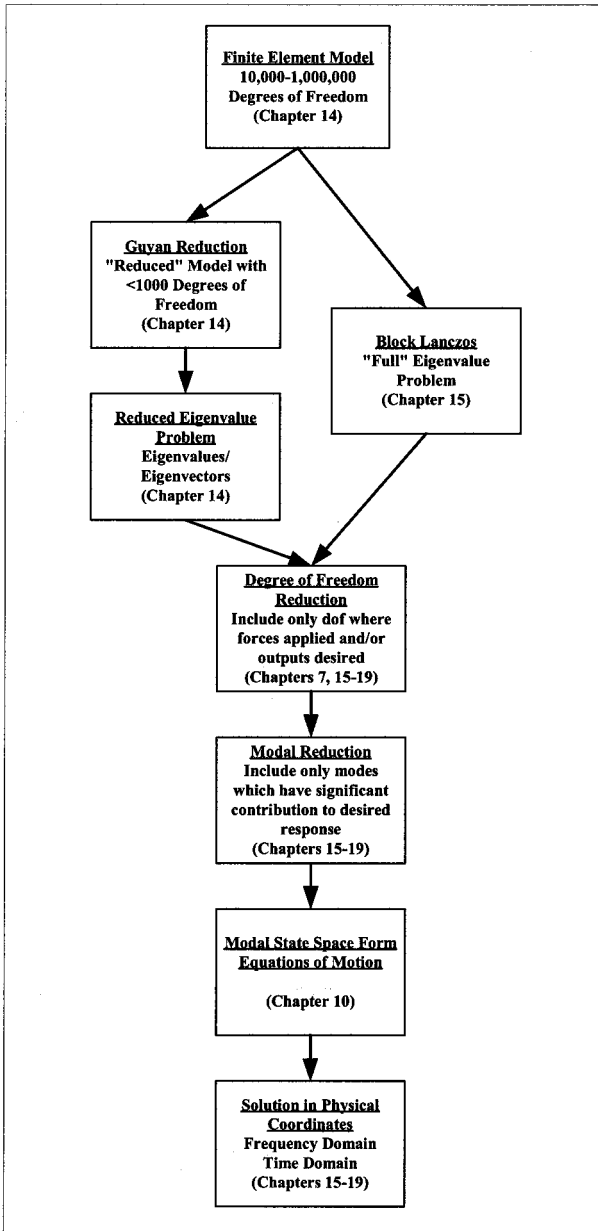 Finite Element Model
10,000-1,000,000
Degrees of Freedom
(Chapter 14)
Guyan Reduction
"Reduced" Model with
<1000 Degrees of
Freedom
(Chapter 14)
Block Lanczos
"Full" Eigenvalue
Problem
(Chapter 15)
Reduced Eigenvalue
Problem
Eigenvalues/
Eigenvectors
(Chapter 14)
Degree of Freedom
Reduction
Include only dof where
forces applied and/or
outputs desired
(Chapters 7, 15-19)
Modal Reduction
Include only modes
which have significant
contribution to desired
response
(Chapters 15-19)
Modal State Space Form
Equations of Motion
(Chapter 10)
Solution in Physical
Coordinates
Frequency Domain
Time Domain
(Chapters 15-19)